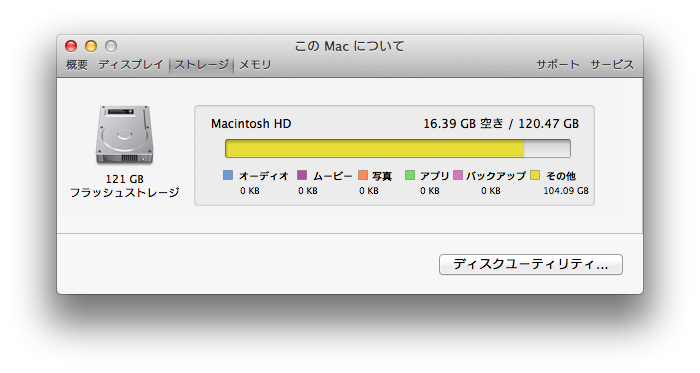 この Mac について
概要 ディスプレイ ストレージ メモリ サポート サービス
Macintosh HD 16.39 GB 空き / 120.47 GB
121 GB
フラッシュストレージ
オーディオ ムービー 写真 アプリ バックアップ その他
0 KB 0 KB 0 KB 0 KB 0 KB 104.09 GB
ディスクユーティリティ...